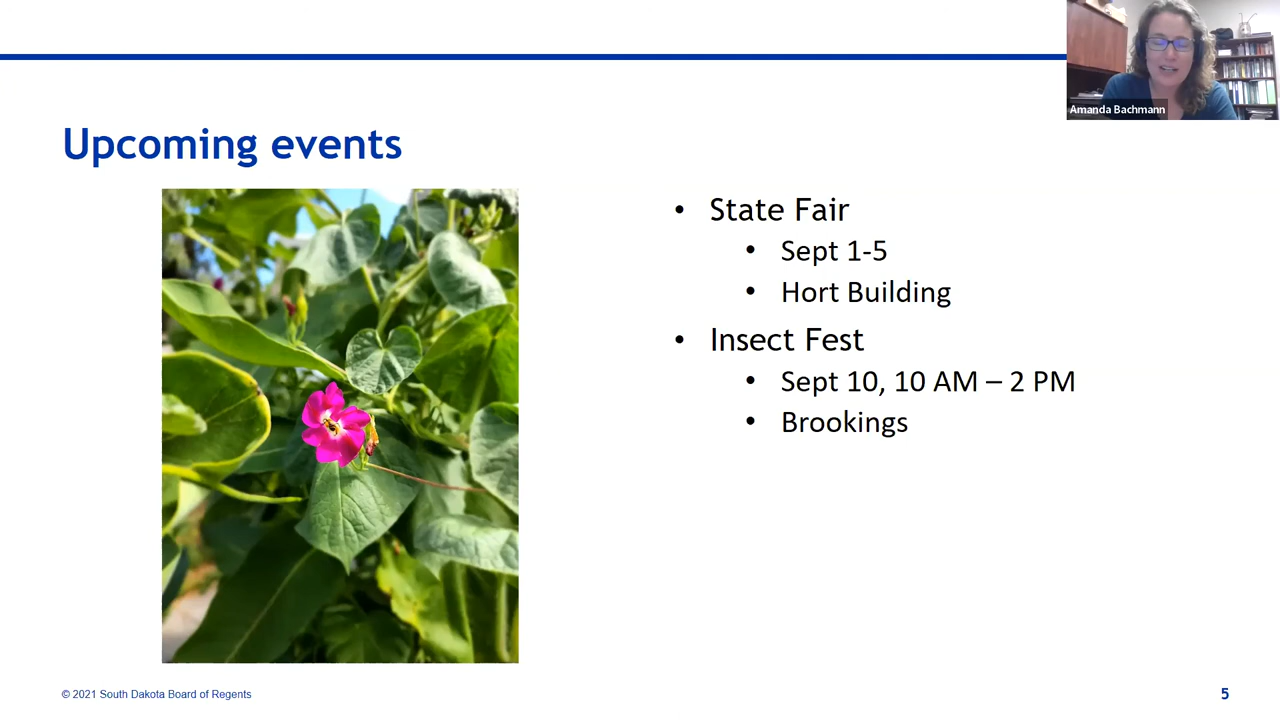 Amanda Bachmann
Upcoming events
• State Fair
• Sept 1-5
• Hort Building
• Insect Fest
• Sept 10, 10 AM – 2 PM
• Brookings
© 2021 South Dakota Board of Regents
5